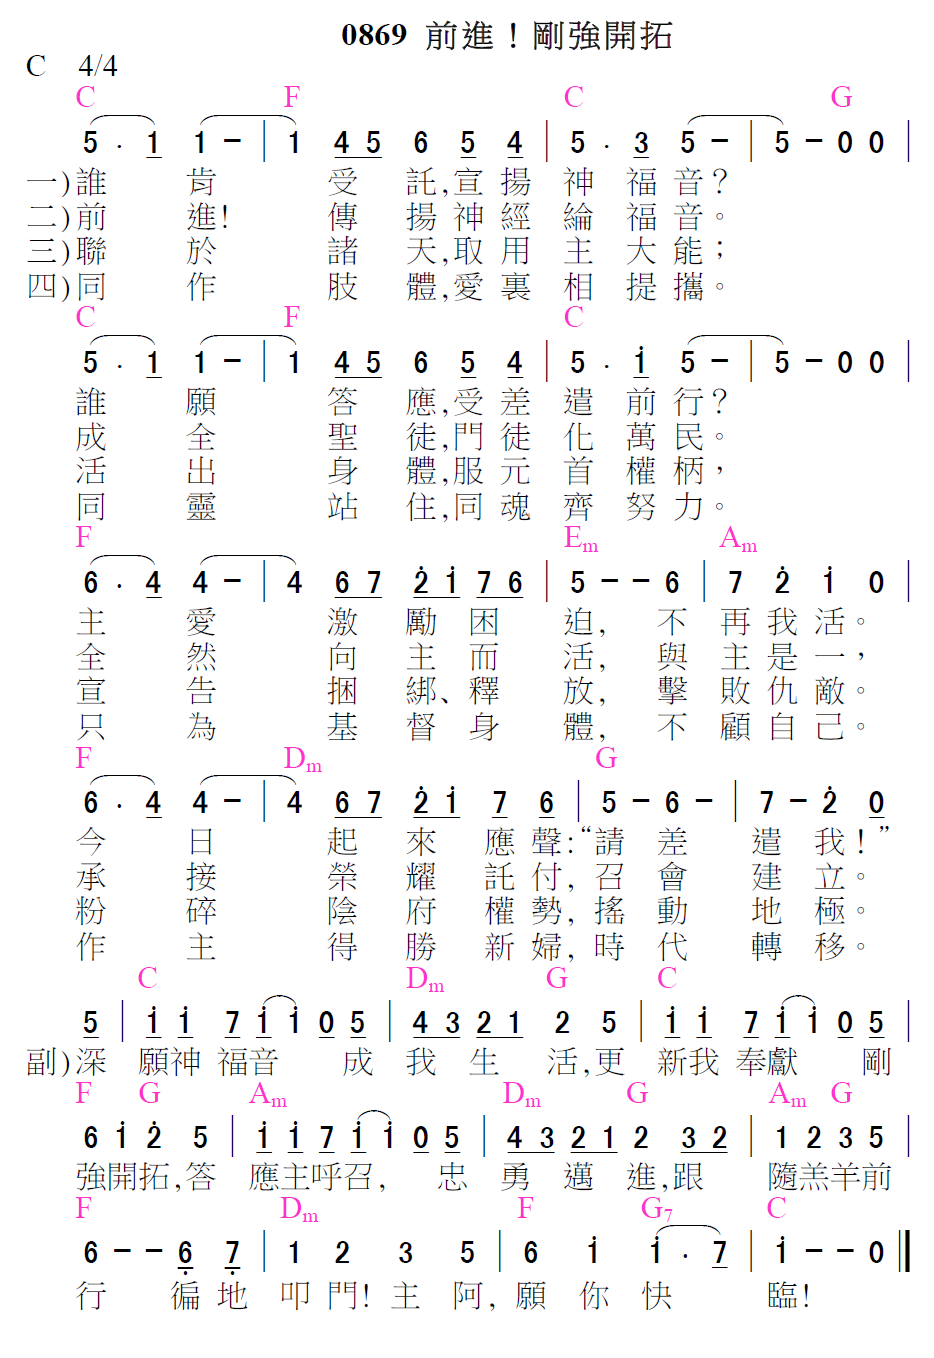 0869 前進！剛強開拓
C 4/4
C F C G
5 · 1 1 － | 1 4 5 6 5 4 | 5 · 3 5 － | 5 － 0 0 |
一)誰 肯 受 託,宣 揚 神 福 音？
二)前 進! 傳 揚 神 經 綸 福 音。
三)聯 於 諸 天,取 用 主 大 能；
四)同 作 肢 體,愛 裏 相 提 攜。
C F C
5 · 1 1 － | 1 4 5 6 5 4 | 5 · i 5 － | 5 － 0 0 |
誰 願 答 應,受 差 遣 前 行？
成 全 聖 徒,門 徒 化 萬 民。
活 出 身 體,服 元 首 權 柄，
同 靈 站 住,同 魂 齊 努 力。
F Em Am
6 · 4 4 － | 4 6 7 2̇ i 7 6 | 5 － － 6 | 7 2̇ i 0 |
主 愛 激 勵 困 迫, 不 再 我 活。
全 然 向 主 而 活, 與 主 是 一，
宣 告 捆 綁、釋 放, 擊 敗 仇 敵。
只 為 基 督 身 體, 不 顧 自 己。
F Dm G
6 · 4 4 － | 4 6 7 2̇ i 7 6 | 5 － 6 － | 7 － 2̇ 0
今 日 起 來 應 聲:“請 差 遣 我！”
承 接 榮 耀 託 付, 召 會 建 立。
粉 碎 陰 府 權 勢, 搖 動 地 極。
作 主 得 勝 新 婦, 時 代 轉 移。
C Dm G C
5 | i i 7 i i 0 5 | 4 3 2 1 2 5 | i i 7 i i 0 5 |
副)深 願神 福音 成 我 生 活,更 新我 奉獻 剛
F G Am Dm G Am G
6 i 2̇ 5 | i i 7 i i 0 5 | 4 3 2 1 2 3 2 | 1 2 3 5 |
強開拓,答 應主呼召, 忠 勇 邁 進,跟 隨羔羊前
F Dm F G7 C
6 － － 6̣ 7̣ | 1 2 3 5 | 6 i i · 7 | i － － 0 ||
行 徧 地 叩 門! 主 阿, 願 你 快 臨!